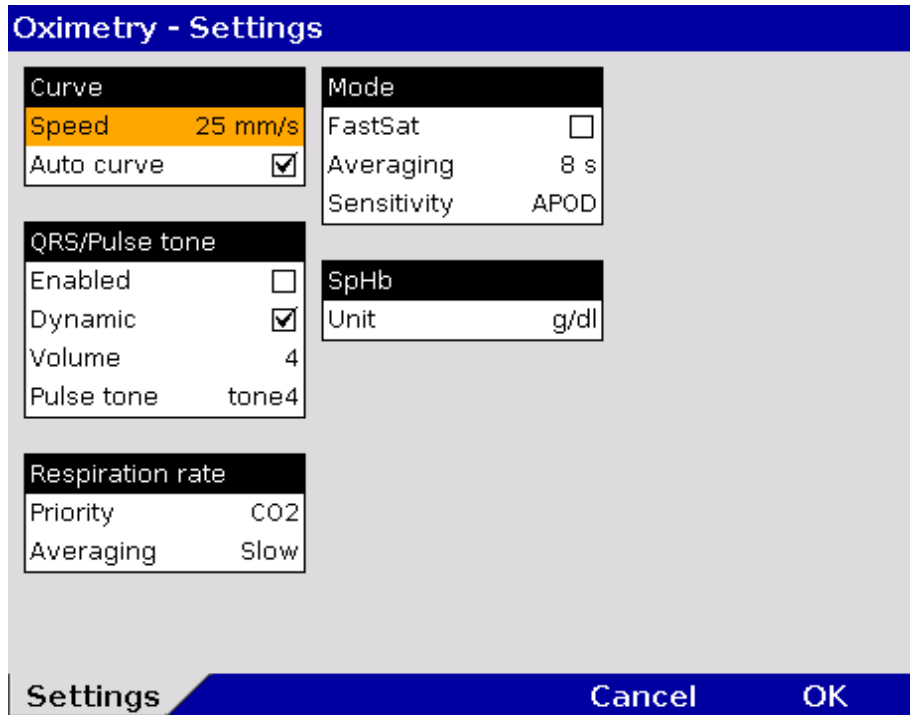 Oximetry - Settings
Curve
Speed 25 mm/s
Auto curve
QRS/Pulse tone
Enabled
Dynamic
Volume 4
Pulse tone tone4
Respiration rate
Priority CO2
Averaging Slow
Mode
FastSat
Averaging 8 s
Sensitivity APOD
SpHb
Unit g/dl
Settings Cancel OK